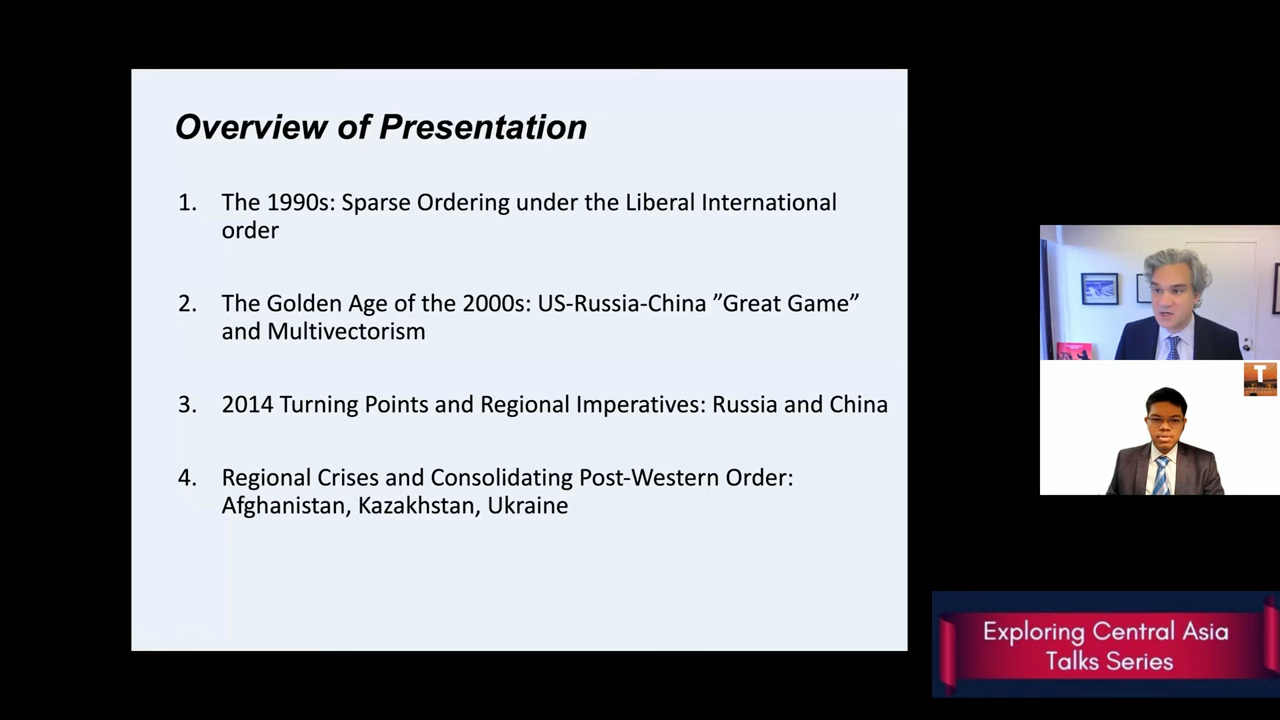 Overview of Presentation
1. The 1990s: Sparse Ordering under the Liberal International
order
2. The Golden Age of the 2000s: US-Russia-China ”Great Game”
and Multivectorism
3. 2014 Turning Points and Regional Imperatives: Russia and China
4. Regional Crises and Consolidating Post-Western Order:
Afghanistan, Kazakhstan, Ukraine
T
Exploring Central Asia
Talks Series